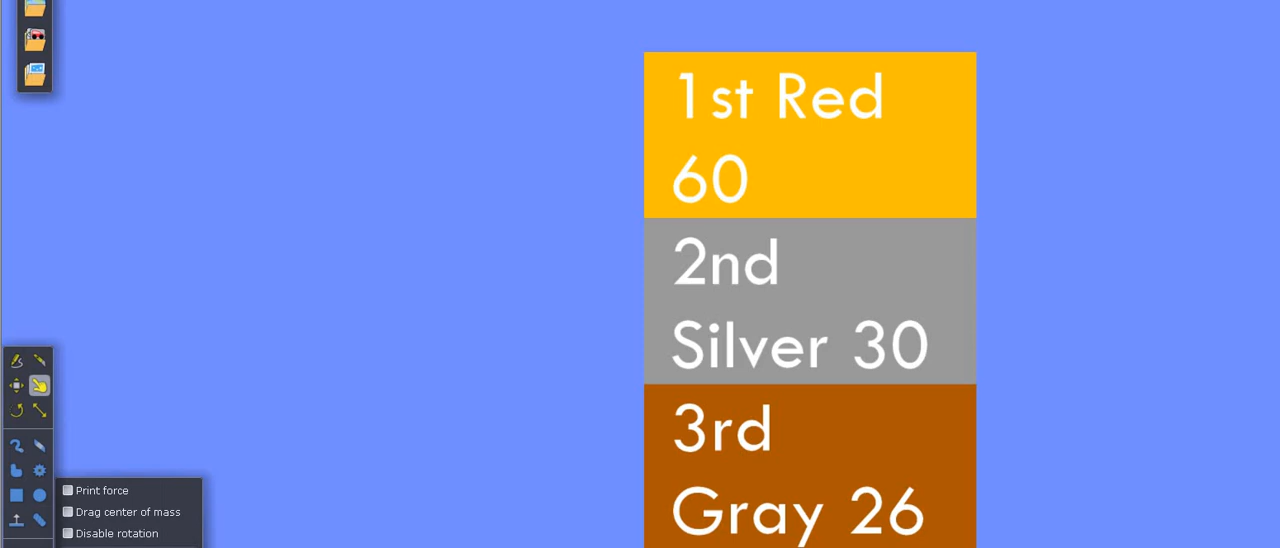 1st Red
60
2nd
Silver 30
3rd
Gray 26
Print force
Drag center of mass
Disable rotation